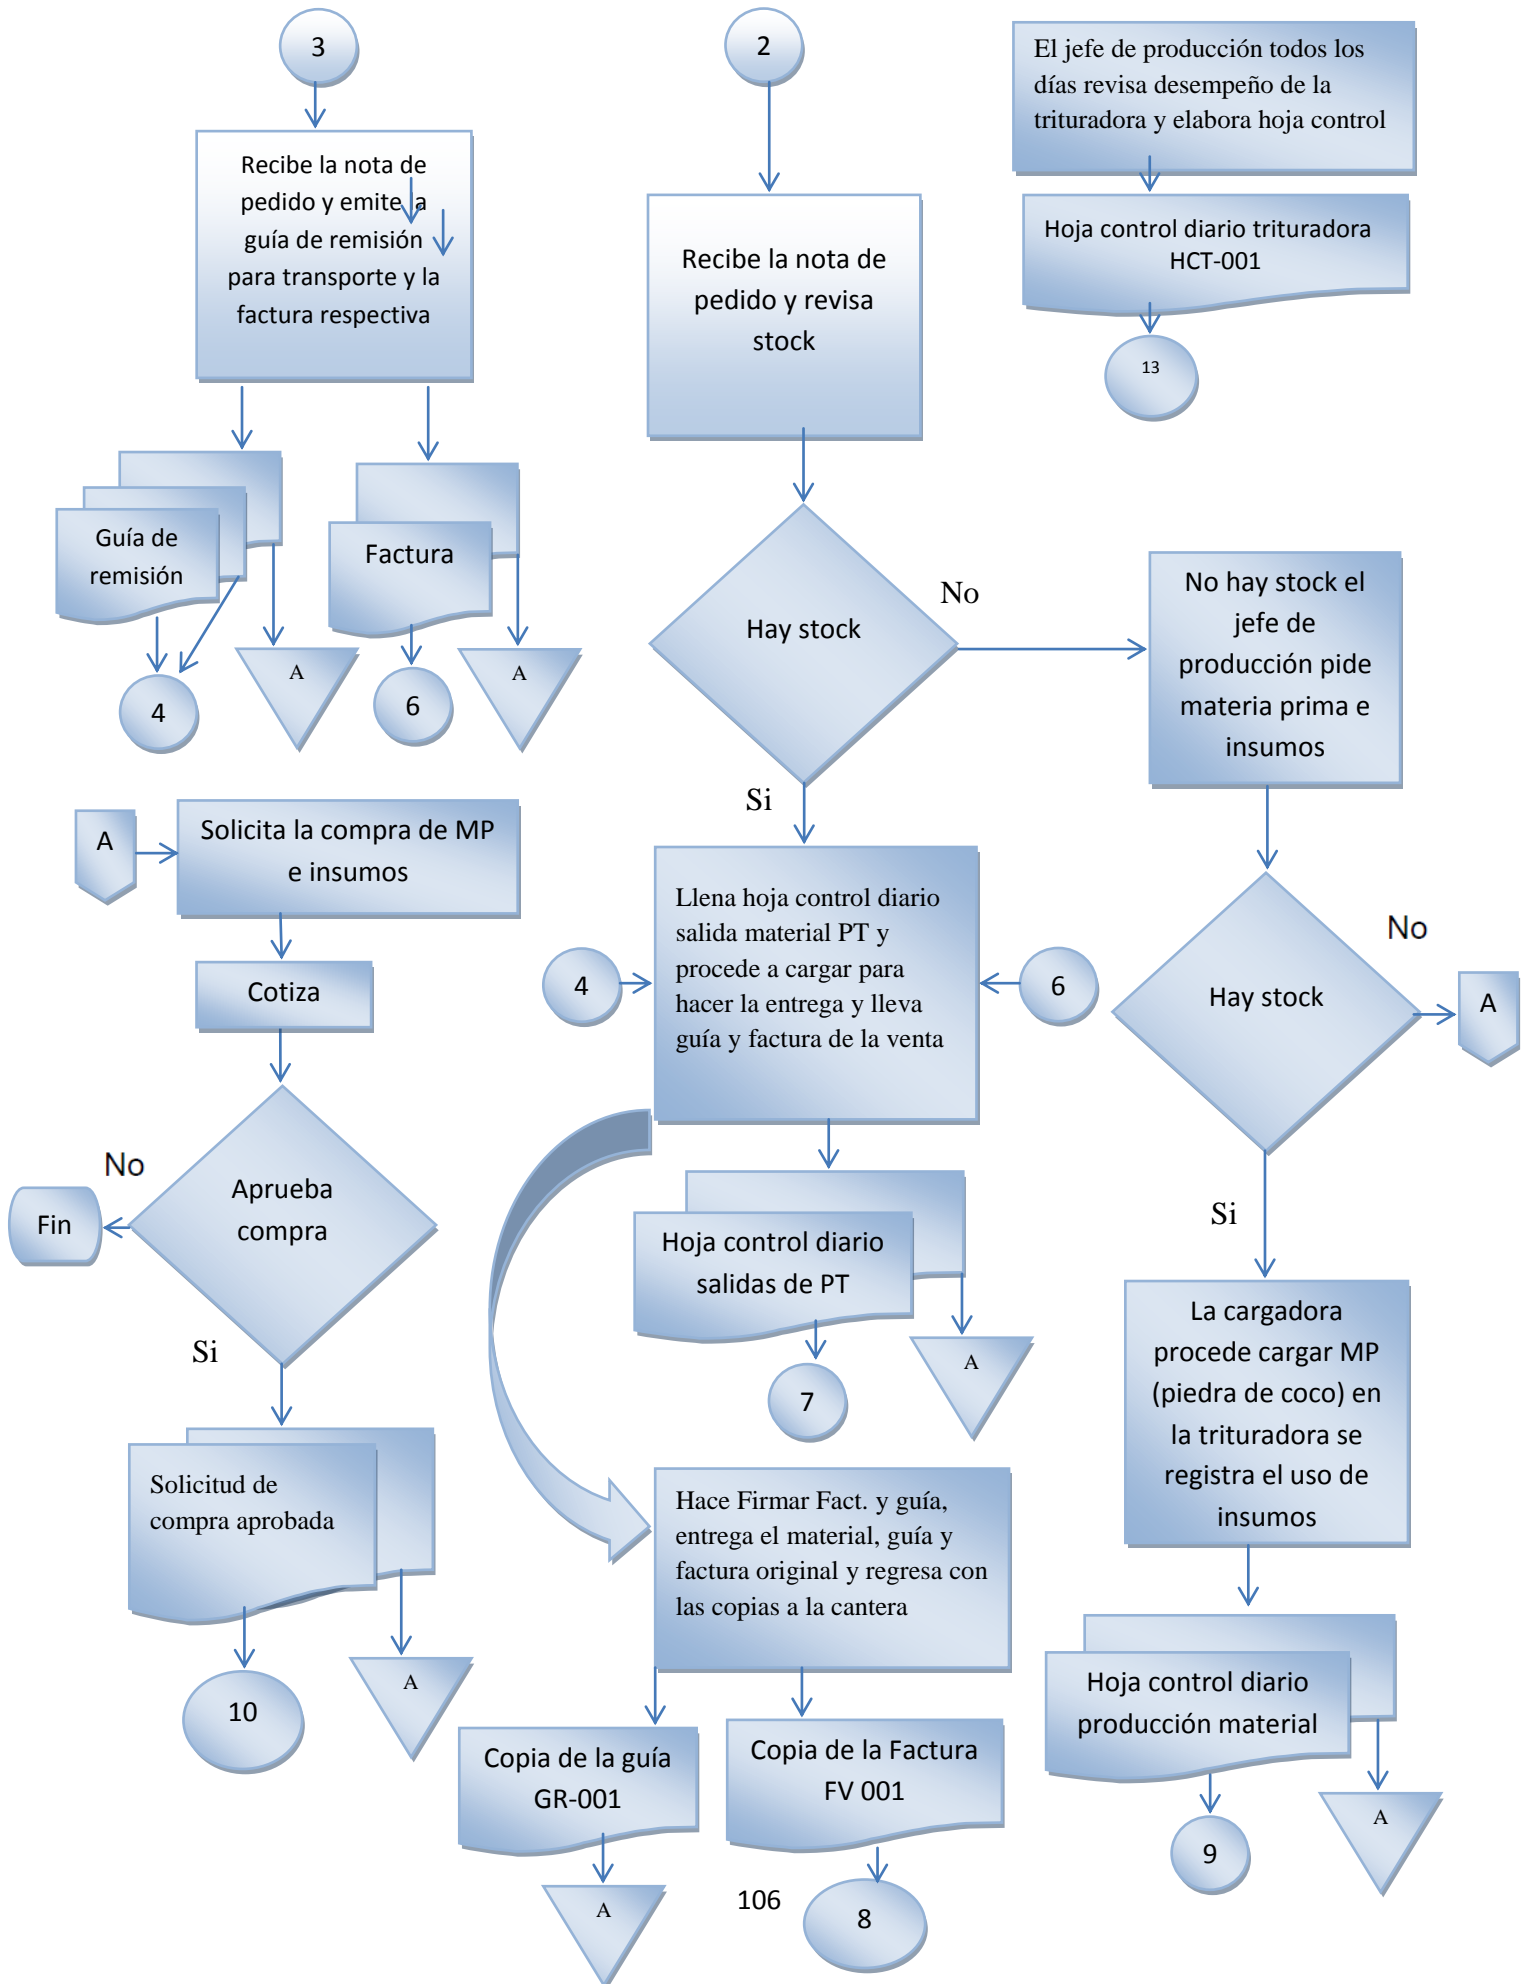 3
Recibe la nota de
pedido y emite la
guía de remisión
para transporte y la
factura respectiva
Guía de
remisión
Factura
4
A
6
A
2
Recibe la nota de
pedido y revisa
stock
Hay stock
No
Si
El jefe de producción todos los
días revisa desempeño de la
trituradora y elabora hoja control
Hoja control diario trituradora
HCT-001
13
No hay stock el
jefe de
producción pide
materia prima e
insumos
A
Solicita la compra de MP
e insumos
Cotiza
Aprueba
compra
No
Fin
Si
Solicitud de
compra aprobada
10
A
4
Llena hoja control diario
salida material PT y
procede a cargar para
hacer la entrega y lleva
guía y factura de la venta
6
Hoja control diario
salidas de PT
7
A
Hace Firmar Fact. y guía,
entrega el material, guía y
factura original y regresa con
las copias a la cantera
Copia de la guía
GR-001
A
Copia de la Factura
FV 001
8
Hay stock
No
A
Si
La cargadora
procede cargar MP
(piedra de coco) en
la trituradora se
registra el uso de
insumos
Hoja control diario
producción material
9
A
106